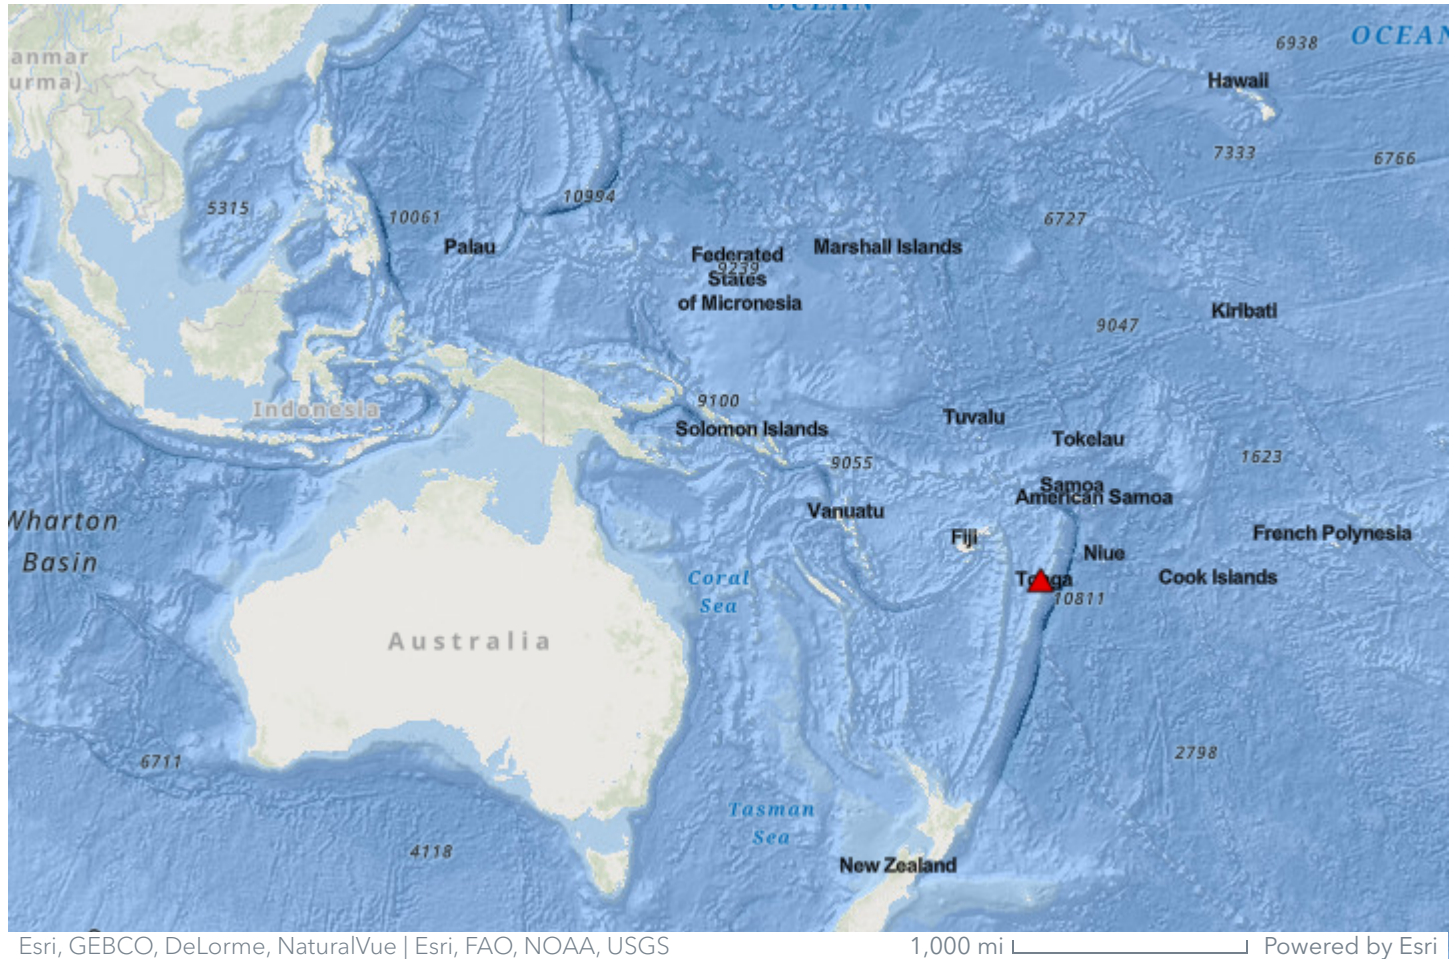 OCEAN
OCEAN
6938
anmar
urma)
Hawaii
7333
6766
10994
5315
10061
6727
Palau
Federated
9239
States
of Micronesia
Marshall Islands
Kiribati
9047
Indonesia
9100
Solomon Islands
Tuvalu
Tokelau
9055
1623
Samoa
American Samoa
Vanuatu
Wharton
Basin
Fiji
French Polynesia
Niue
Coral
Sea
Tonga
Cook Islands
10811
Australia
6711
2798
Tasman
Sea
4118
New Zealand
Esri, GEBCO, DeLorme, NaturalVue | Esri, FAO, NOAA, USGS
1,000 mi
Powered by Esri